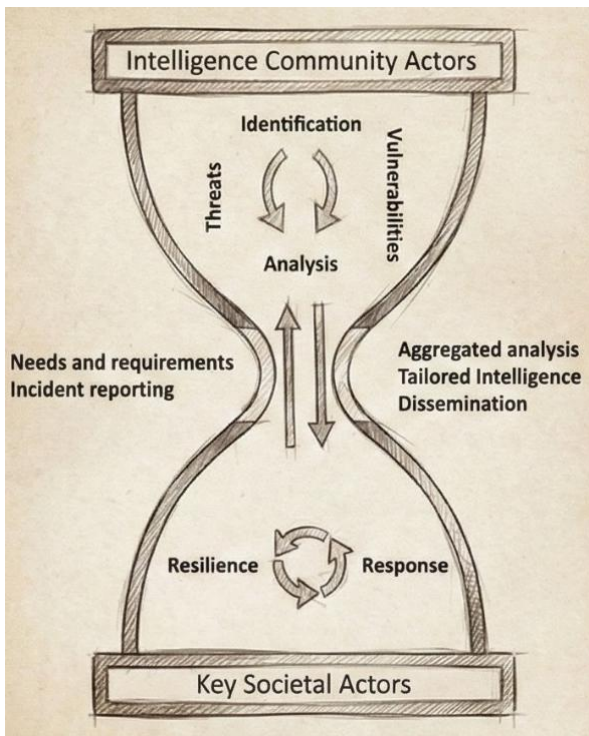 Intelligence Community Actors
Identification
Threats
Vulnerabilities
Analysis
Needs and requirements
Incident reporting
Aggregated analysis
Tailored Intelligence
Dissemination
Resilience
Response
Key Societal Actors